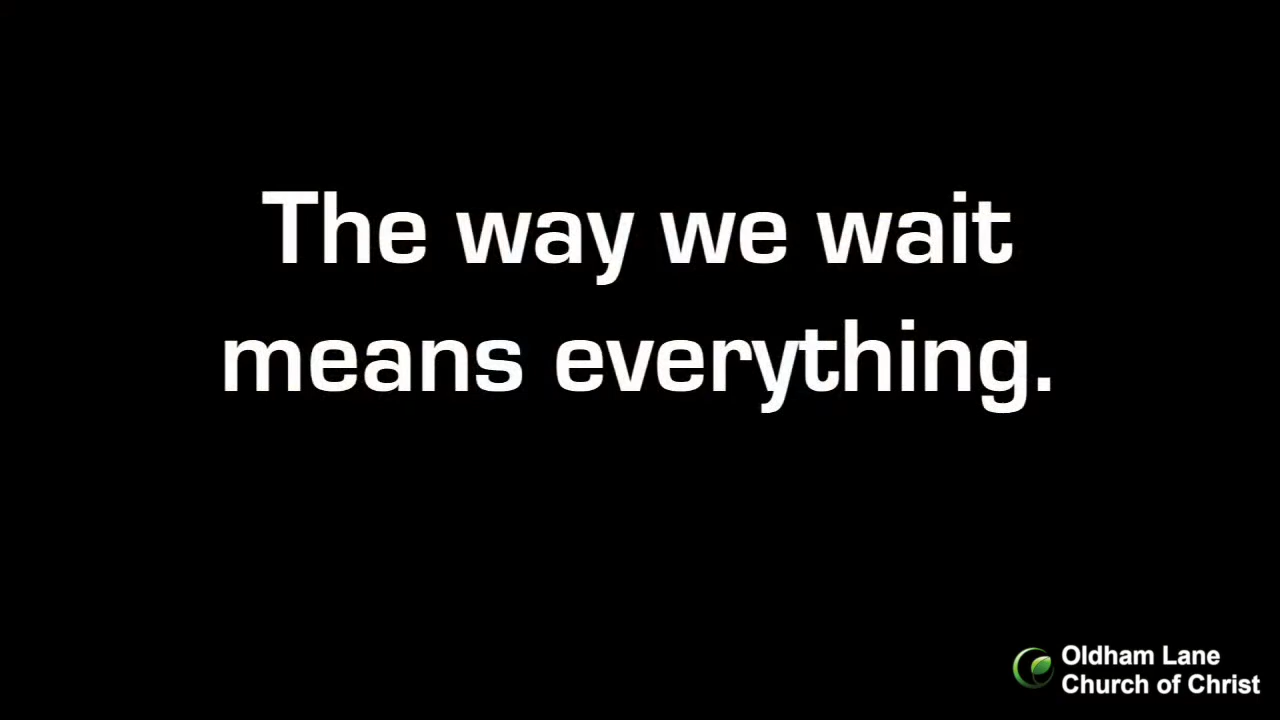 The way we wait
means everything.
Oldham Lane
Church of Christ